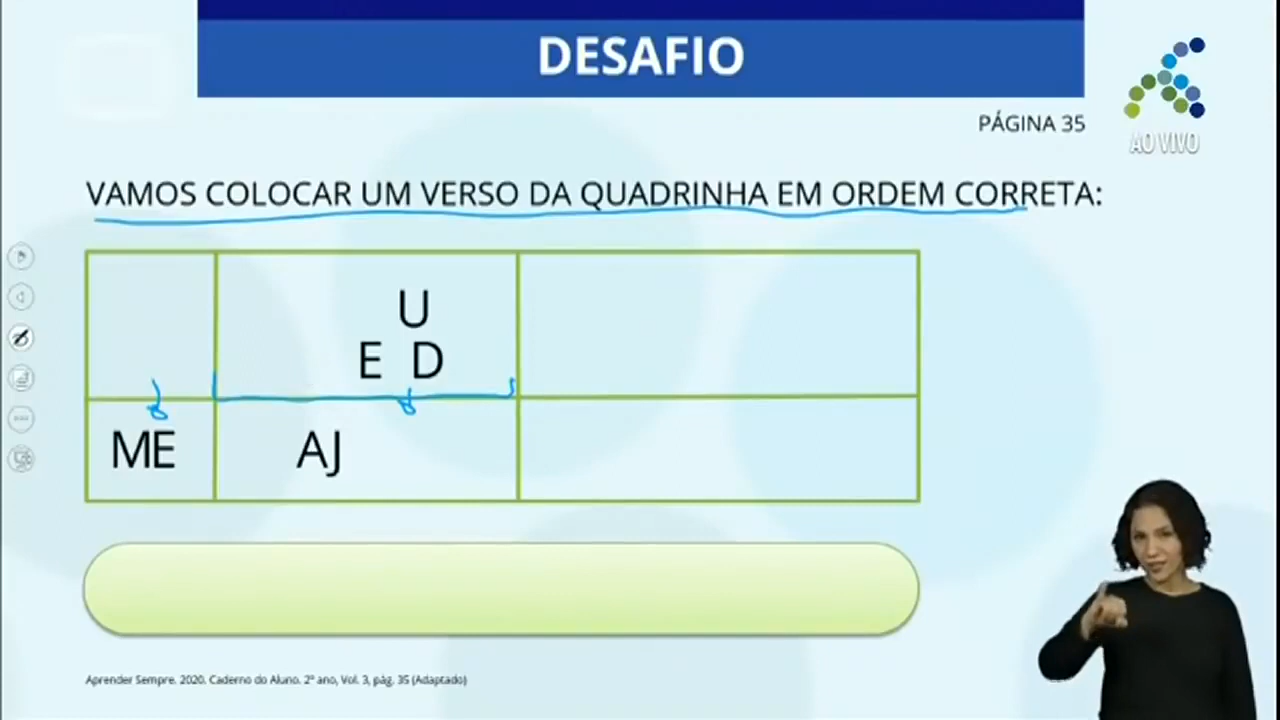 DESAFIO
PÁGINA 35
AO VIVO
VAMOS COLOCAR UM VERSO DA QUADRINHA EM ORDEM CORRETA:
U
E D
ME AJ
Aprender Sempre. 2020. Caderno do Aluno. 2º ano, Vol. 3, pág. 35 (Adaptado)